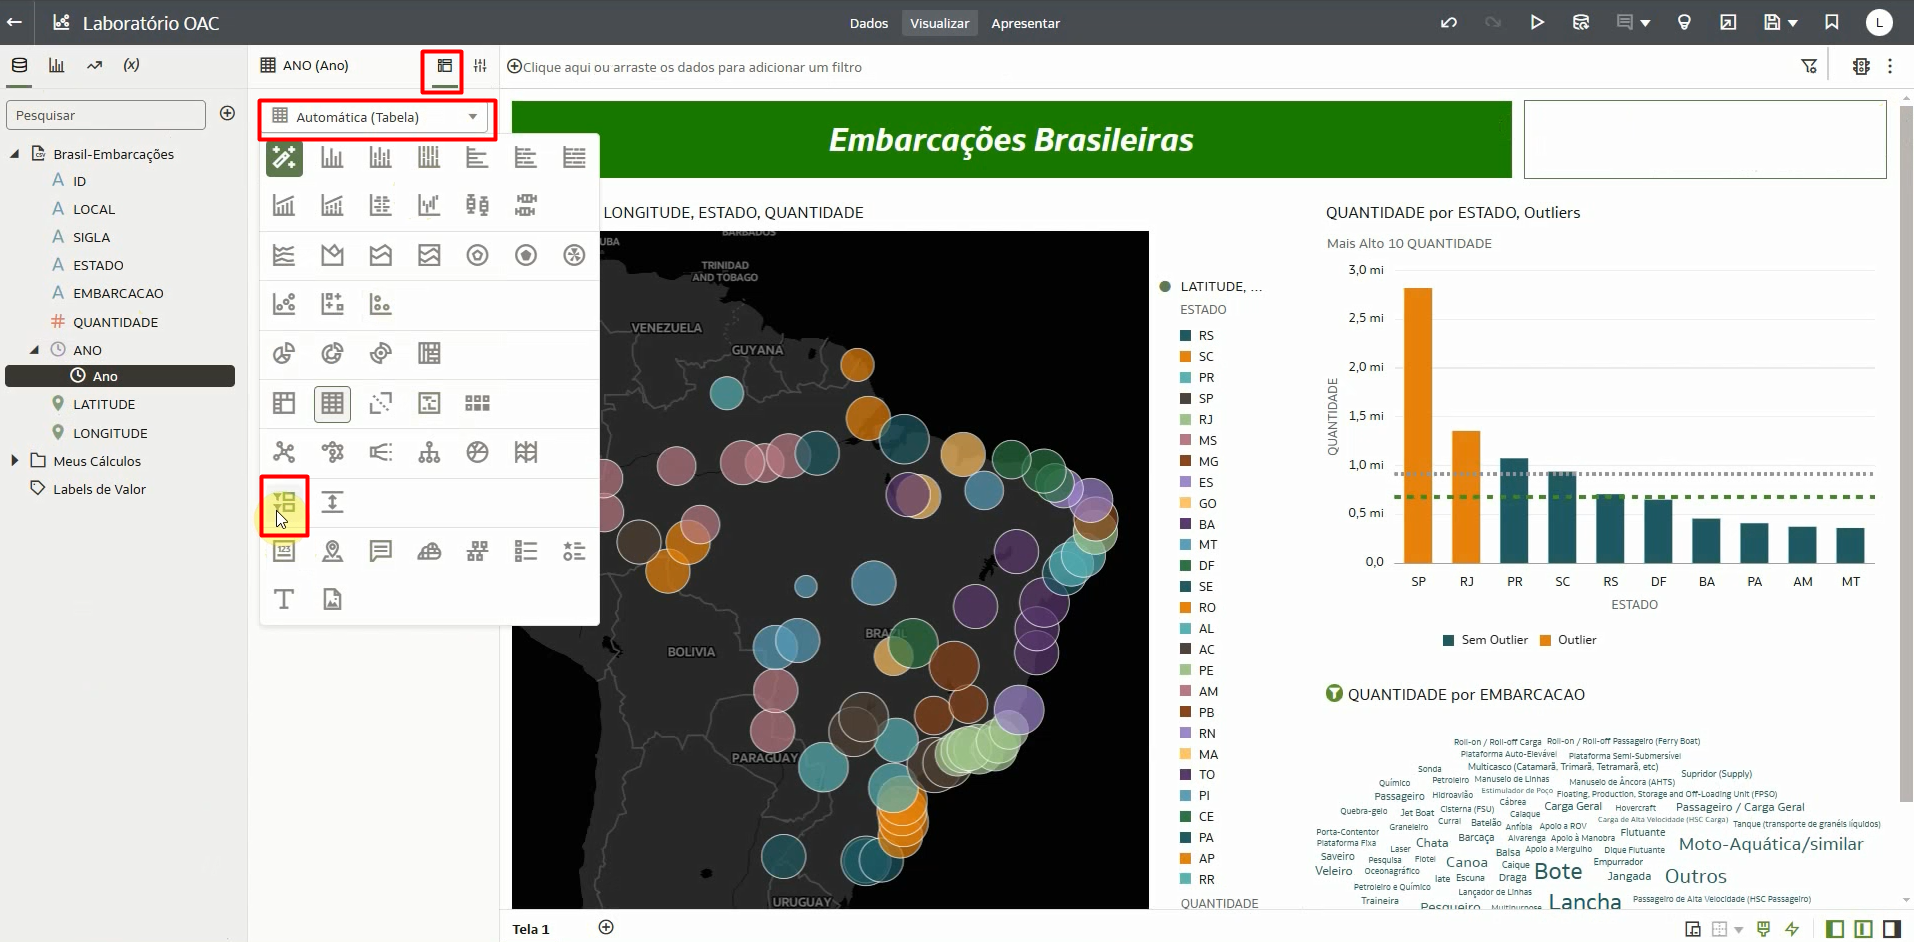 Laboratório OAC
Dados
Visualizar
Apresentar
L
(x)
ANO (Ano)
Clique aqui ou arraste os dados para adicionar um filtro
Pesquisar
Automática (Tabela)
Brasil-Embarcações
A ID
A LOCAL
A SIGLA
A ESTADO
A EMBARCACAO
# QUANTIDADE
ANO
Ano
LATITUDE
LONGITUDE
Meus Cálculos
Labels de Valor
123
T
Embarcações Brasileiras
LONGITUDE, ESTADO, QUANTIDADE
UBA
BARBADOS
TRINIDAD
AND TOBAGO
VENEZUELA
GUYANA
BRAZIL
BOLIVIA
PARAGUAY
URUGUAY
LATITUDE, ...
ESTADO
RS
SC
PR
SP
RJ
MS
MG
ES
GO
BA
MT
DF
SE
RO
AL
AC
PE
AM
PB
RN
MA
TO
PI
CE
PA
AP
RR
QUANTIDADE
QUANTIDADE por ESTADO, Outliers
Mais Alto 10 QUANTIDADE
QUANTIDADE
3,0 mi
2,5 mi
2,0 mi
1,5 mi
1,0 mi
0,5 mi
0,0
SP RJ PR SC RS DF BA PA AM MT
ESTADO
Sem Outlier Outlier
QUANTIDADE por EMBARCACAO
Roll-on / Roll-off Carga Roll-on / Roll-off Passageiro (Ferry Boat)
Plataforma Auto-Elevável Plataforma Semi-Submersível
Sonda Multicasco (Catamarã, Trimarã, Tetramarã, etc)
Químico Petroleiro Manuseio de Linhas Manuseio de Âncora (AHTS) Supridor (Supply)
Passageiro Hidroavião Estimulador de Poço Floating, Production, Storage and Off-Loading Unit (FPSO)
Quebra-gelo Jet Boat Cisterna (FSU) Cábrea Carga Geral Hovercraft Passageiro / Carga Geral
Graneleiro Curral Batelão Calaque Anfíbia Apoio a ROV Carga de Alta Velocidade (HSC Carga) Tanque (transporte de granéis líquidos)
Porta-Contentor Barcaça Alvarenga Apoio à Manobra Flutuante
Plataforma Fixa Laser Chata Apoio a Mergulho Dique Flutuante Moto-Aquática/similar
Saveiro Pesquisa Flotel Canoa Balsa Caique Empurrador
Veleiro Oceanográfico Iate Escuna Draga Bote Jangada Outros
Petroleiro e Químico Lançador de Linhas
Traineira Pesqueiro Multipurpose Lancha Passageiro de Alta Velocidade (HSC Passageiro)
Tela 1